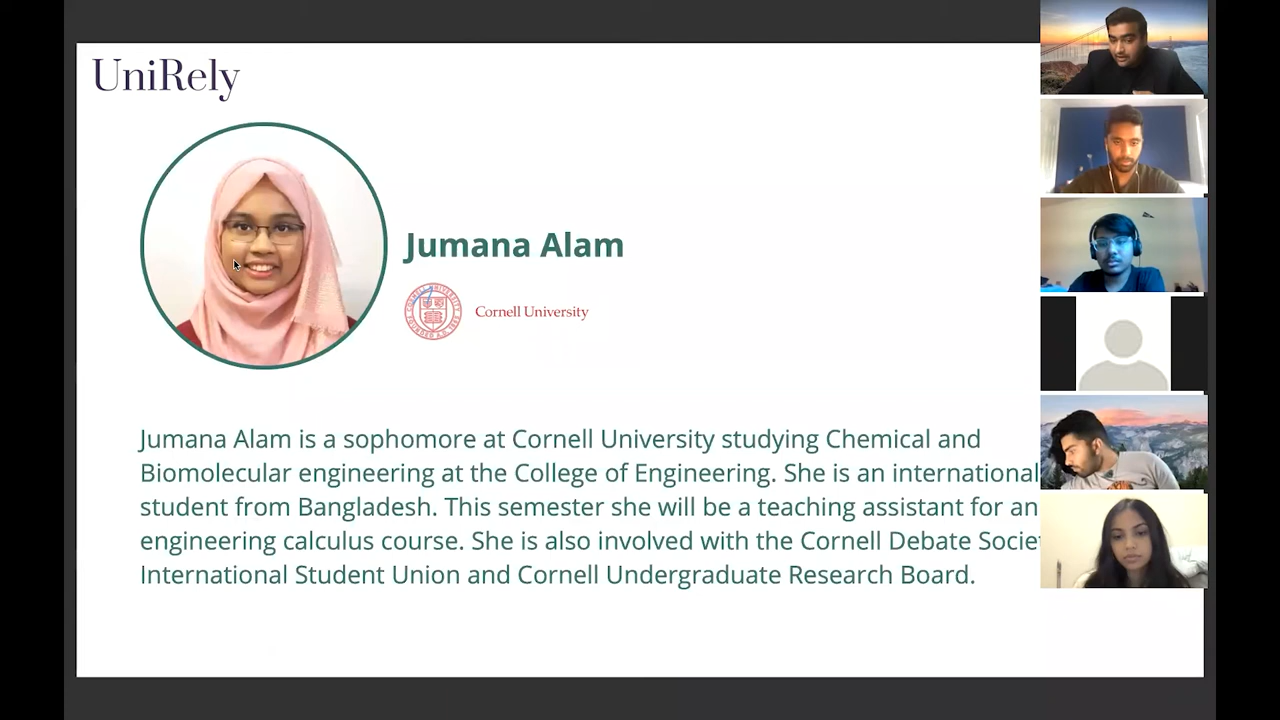 UniRely
Jumana Alam
Cornell University
Jumana Alam is a sophomore at Cornell University studying Chemical and
Biomolecular engineering at the College of Engineering. She is an international
student from Bangladesh. This semester she will be a teaching assistant for an
engineering calculus course. She is also involved with the Cornell Debate
International Student Union and Cornell Undergraduate Research Board.